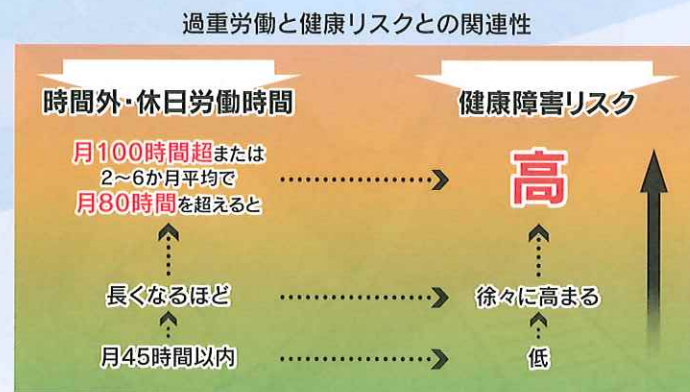 過重労働と健康リスクとの関連性
時間外・休日労働時間
健康障害リスク
月100時間超または
2〜6か月平均で
月80時間を超えると
高
長くなるほど
徐々に高まる
月45時間以内
低